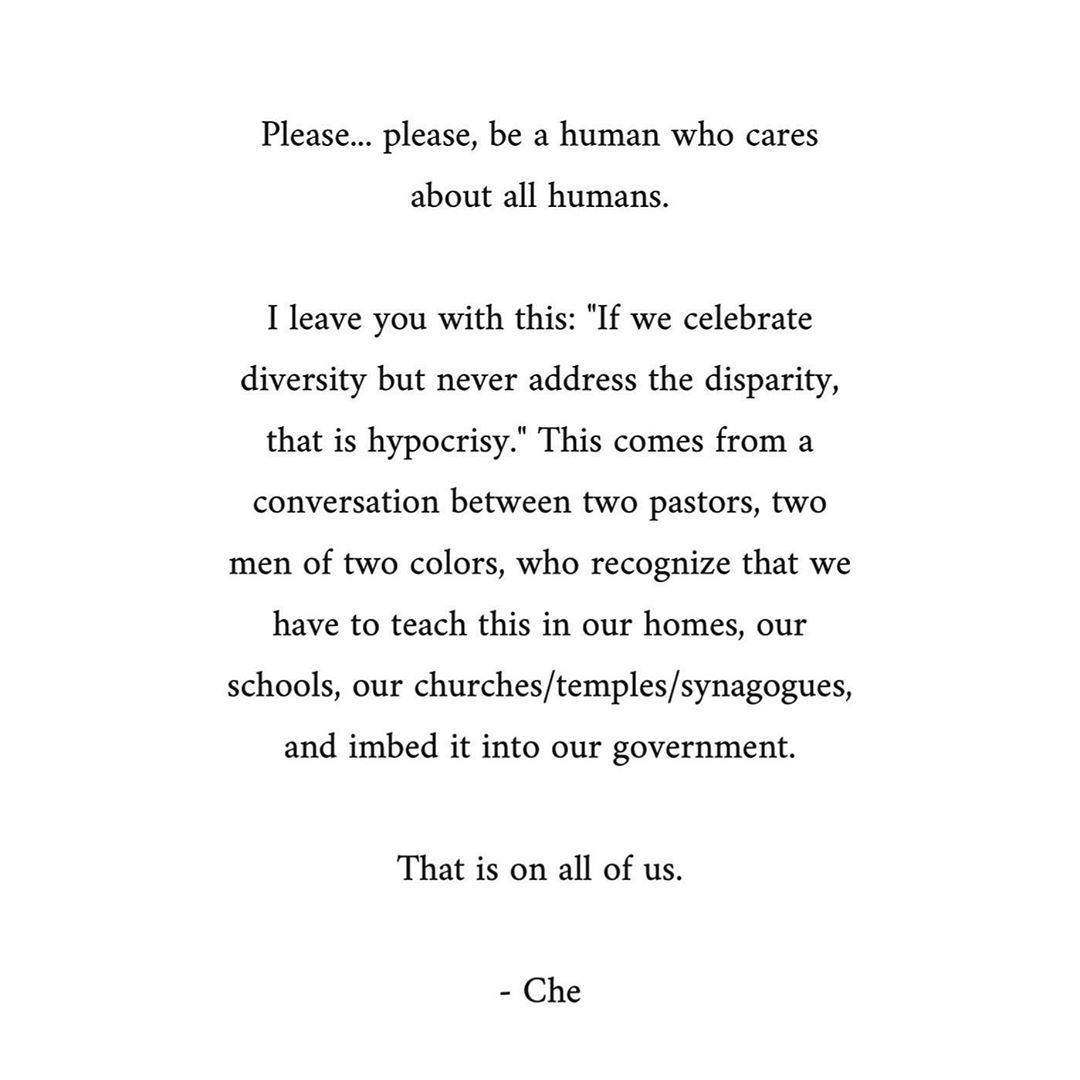 Please... please, be a human who cares
about all humans.
I leave you with this: "If we celebrate
diversity but never address the disparity,
that is hypocrisy." This comes from a
conversation between two pastors, two
men of two colors, who recognize that we
have to teach this in our homes, our
schools, our churches/temples/synagogues,
and imbed it into our government.
That is on all of us.
- Che